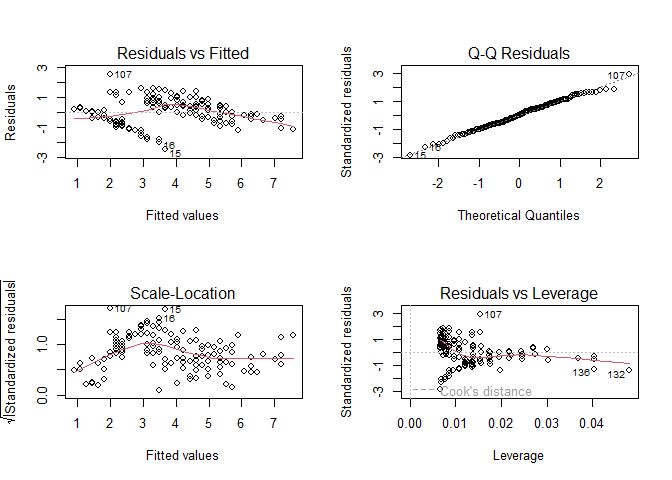 Residuals vs Fitted
Residuals
3
1
-1
-3
107
16
15
1 2 3 4 5 6 7
Fitted values
Q-Q Residuals
Standardized residuals
3
1
-1
-3
107
16
15
-2 -1 0 1 2
Theoretical Quantiles
Scale-Location
√|Standardized residuals|
1.0
0.0
107
15
16
1 2 3 4 5 6 7
Fitted values
Residuals vs Leverage
Standardized residuals
3
1
-1
-3
107
136
132
Cook's distance
0.00 0.01 0.02 0.03 0.04
Leverage